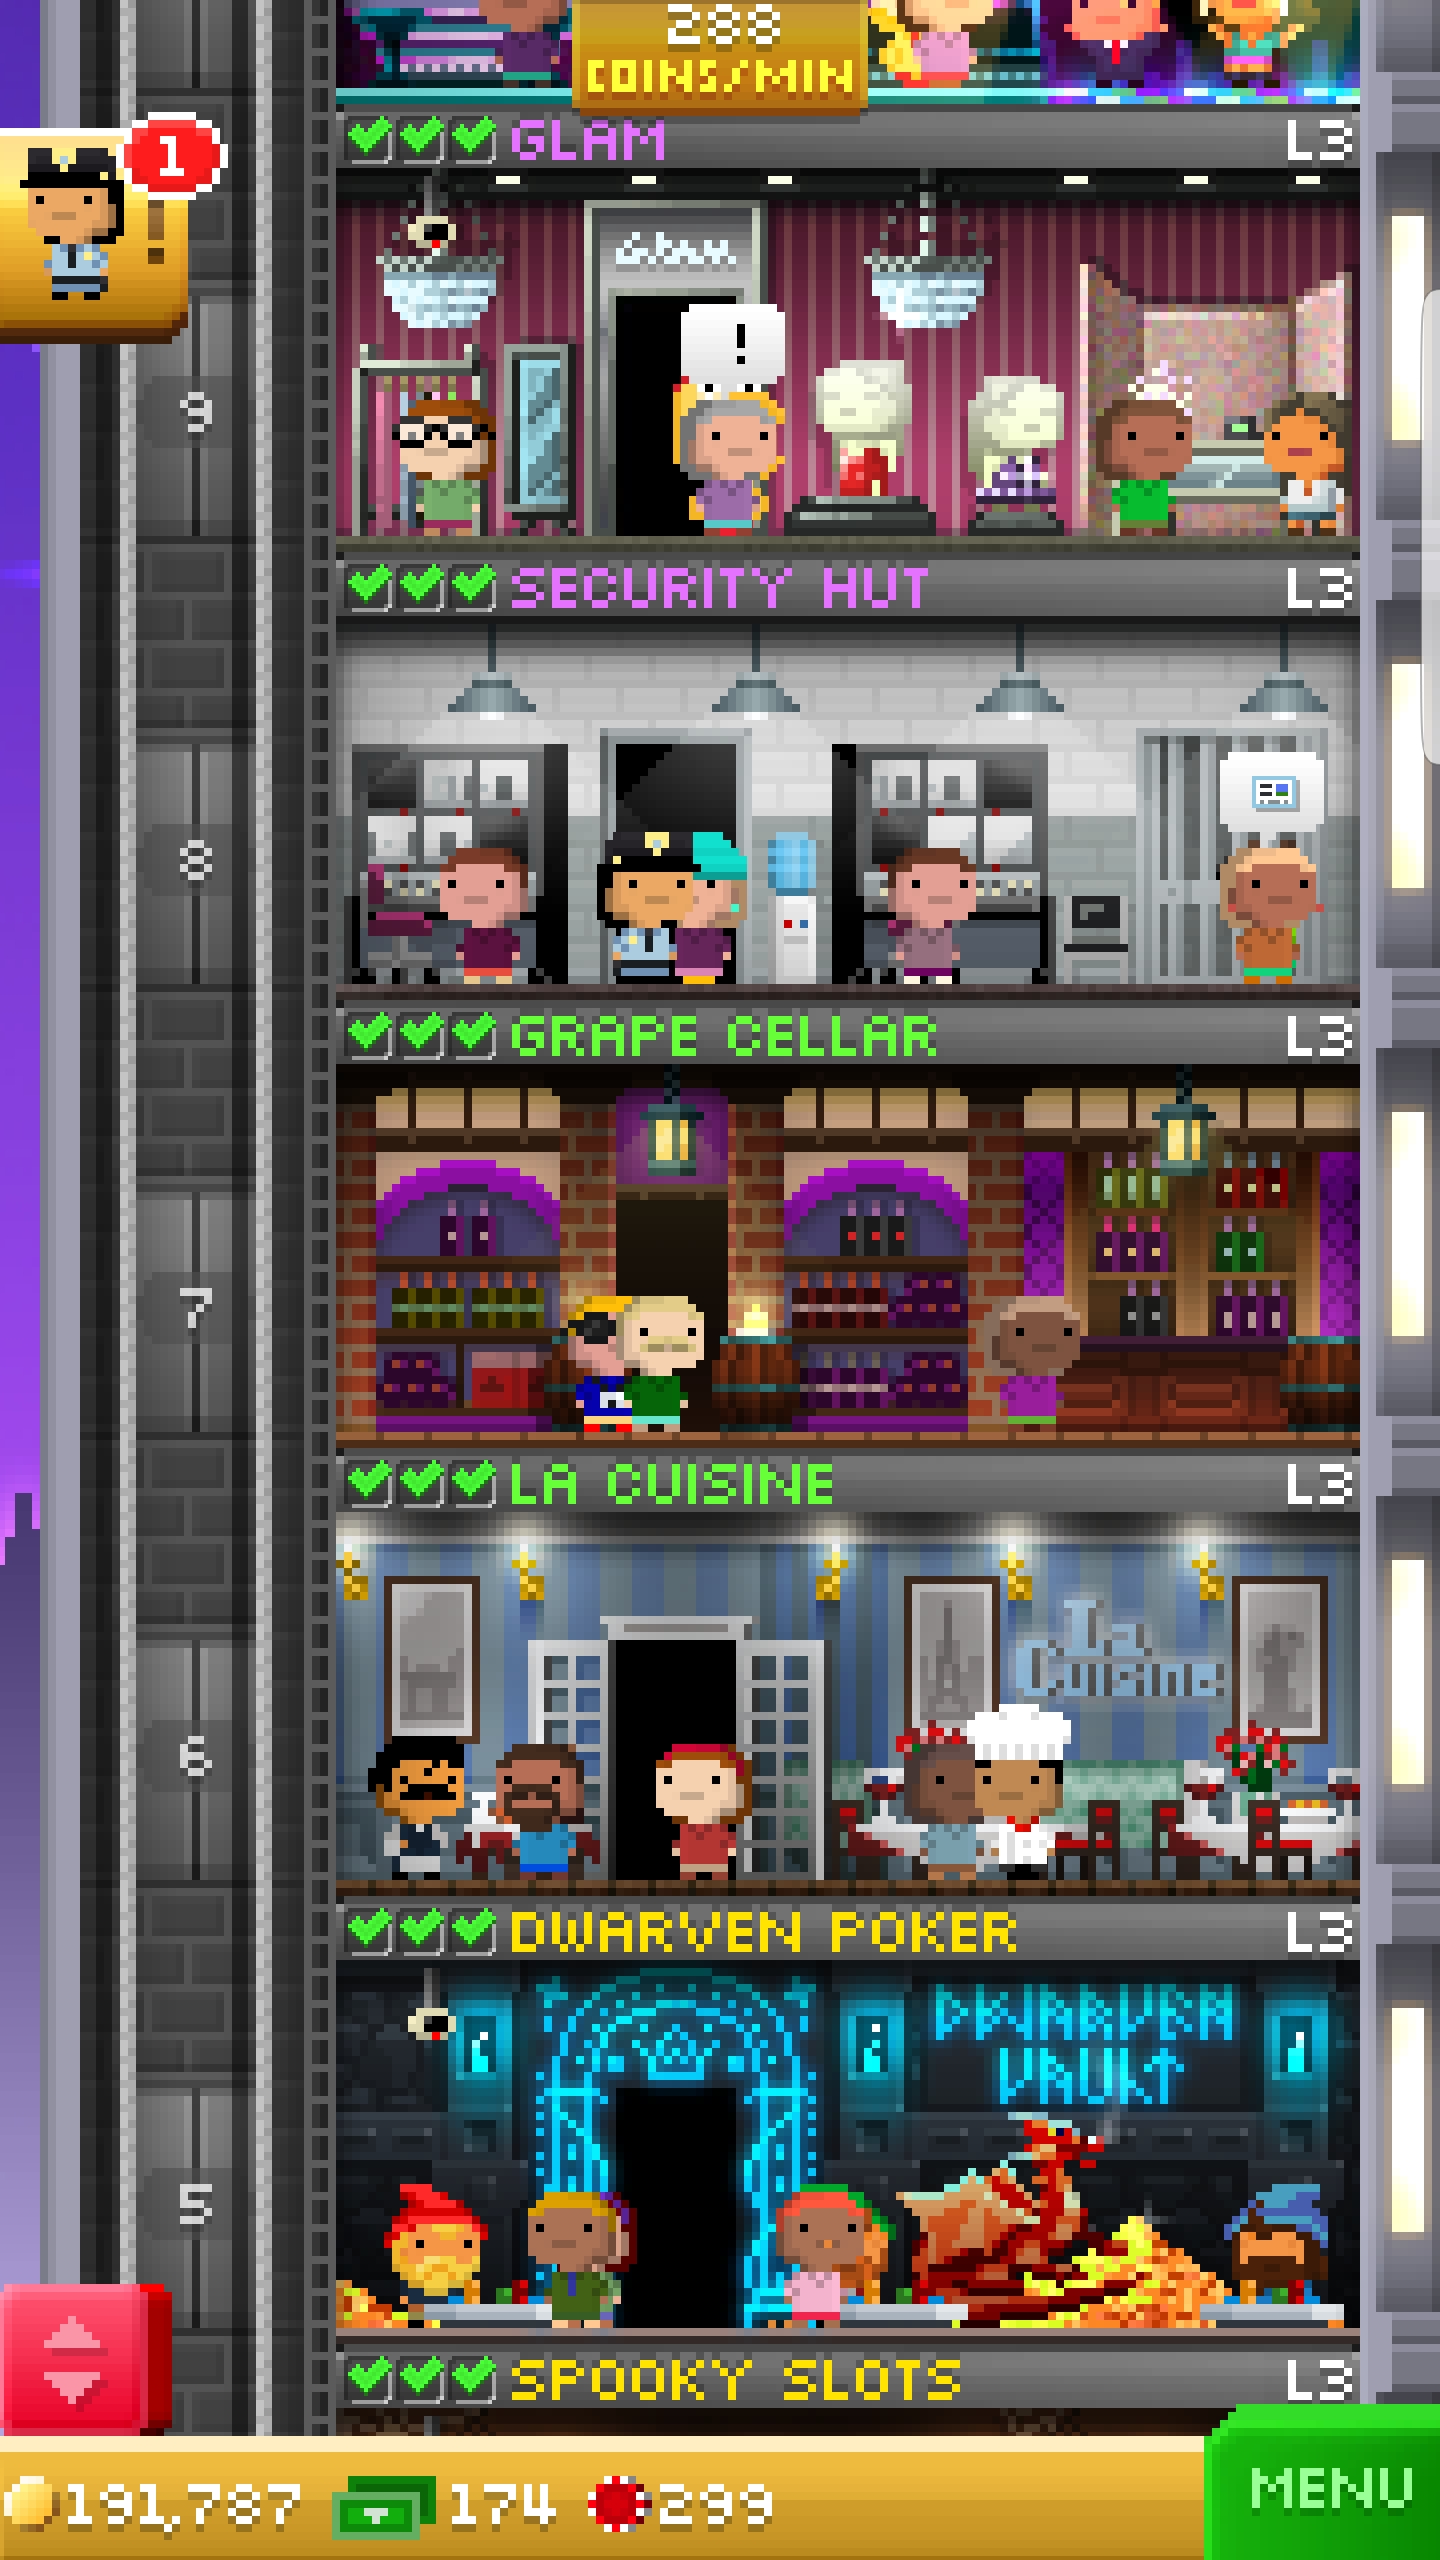 288
COINS/MIN
GLAM L3
1
Glam
!
9
SECURITY HUT L3
8
GRAPE CELLAR L3
7
LA CUISINE L3
La
Cuisine
6
DWARVEN POKER L3
DWARVEN
VAULT
5
SPOOKY SLOTS L3
191,787 174 299
MENU